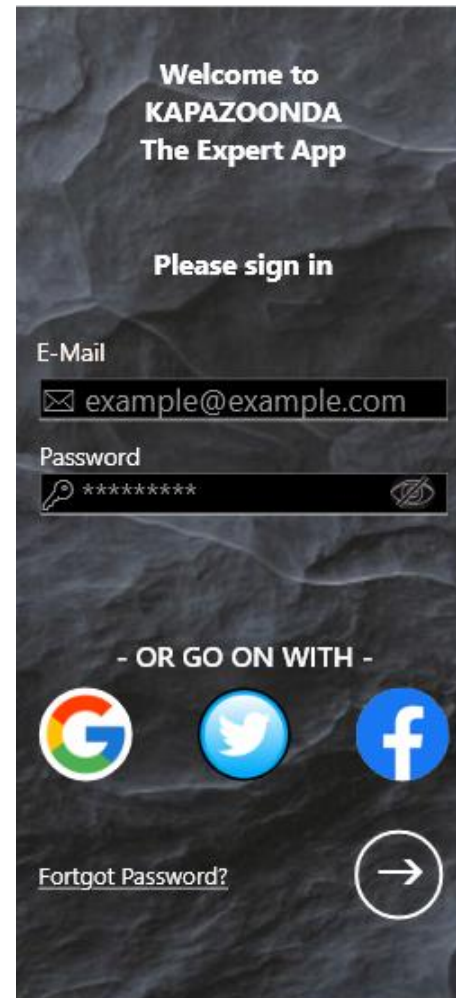 Welcome to
KAPAZOONDA
The Expert App
Please sign in
E-Mail
example@example.com
Password
*********
- OR GO ON WITH -
Fortgot Password?